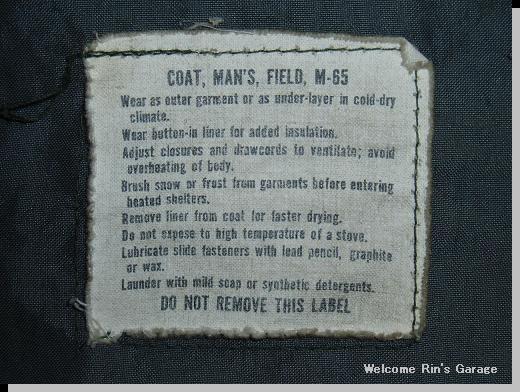 COAT, MAN'S, FIELD, M-65
Wear as outer garment or as under-layer in cold-dry
climate.
Wear button-in liner for added insulation.
Adjust closures and drawcords to ventilate; avoid
overheating of body.
Brush snow or frost from garments before entering
heated shelters.
Remove liner from coat for faster drying.
Do not expose to high temperature of a stove.
Lubricate slide fasteners with lead pencil, graphite
or wax.
Launder with mild soap or synthetic detergents.
DO NOT REMOVE THIS LABEL
Welcome Rin's Garage